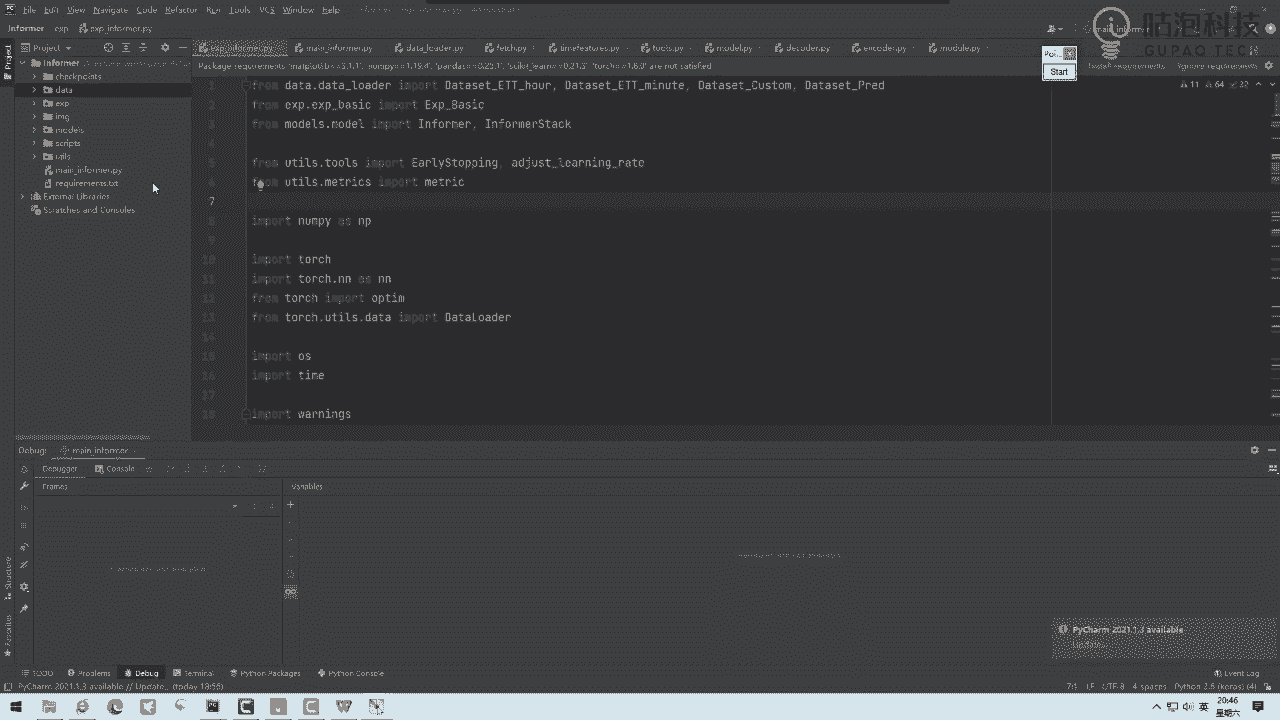 File Edit View Navigate Code Refactor Run Tools VCS Window Help
Informer exp exp_informer.py
main_informer
咕泡科技
GUPAO TECH
Project
exp_informer.py main_informer.py data_loader.py fetch.py timefeatures.py tools.py model.py decoder.py encoder.py module.py
Informer
Package requirements 'matplotlib== 'numpy== 1.19.4', 'pandas==0.25.1', 'scikit_learn==0.21.3', 'torch==1.8.0' are not satisfied
Install requirements Ignore requirements
Poi...
Start
checkpoints
data
exp
img
models
scripts
utils
main_informer.py
requirements.txt
External Libraries
Scratches and Consoles
1 from data.data_loader import Dataset_ETT_hour, Dataset_ETT_minute, Dataset_Custom, Dataset_Pred
2 from exp.exp_basic import Exp_Basic
3 from models.model import Informer, InformerStack
4
5 from utils.tools import EarlyStopping, adjust_learning_rate
6 from utils.metrics import metric
7
8 import numpy as np
9
10 import torch
11 import torch.nn as nn
12 from torch import optim
13 from torch.utils.data import DataLoader
14
15 import os
16 import time
17
18 import warnings
11 64 22
Debug: main_informer
Debugger Console
Frames
Variables
PyCharm 2021.1.3 available
Update...
Structure
Favorites
TODO Problems Debug Terminal Python Packages Python Console
Event Log
PyCharm 2021.1.3 available // Update... (today 18:56)
7:1 LF UTF-8 4 spaces Python 3.6 (keras) (4)
英
20:46
星期六